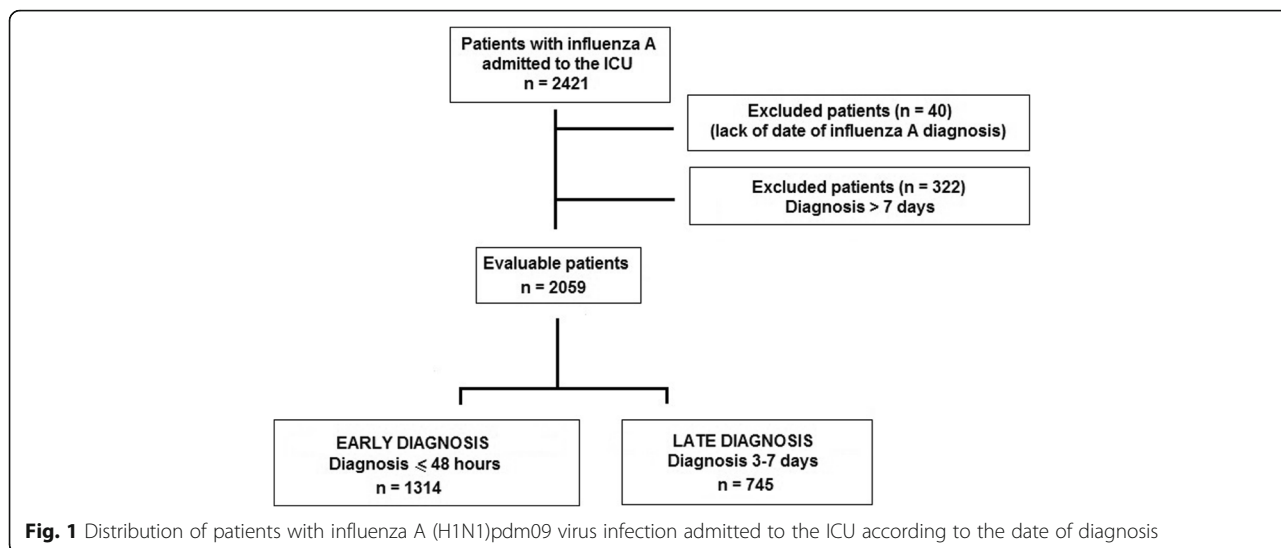 Patients with influenza A
admitted to the ICU
n = 2421
Excluded patients (n = 40)
(lack of date of influenza A diagnosis)
Excluded patients (n = 322)
Diagnosis > 7 days
Evaluable patients
n = 2059
EARLY DIAGNOSIS
Diagnosis ⩽ 48 hours
n = 1314
LATE DIAGNOSIS
Diagnosis 3-7 days
n = 745
Fig. 1 Distribution of patients with influenza A (H1N1)pdm09 virus infection admitted to the ICU according to the date of diagnosis